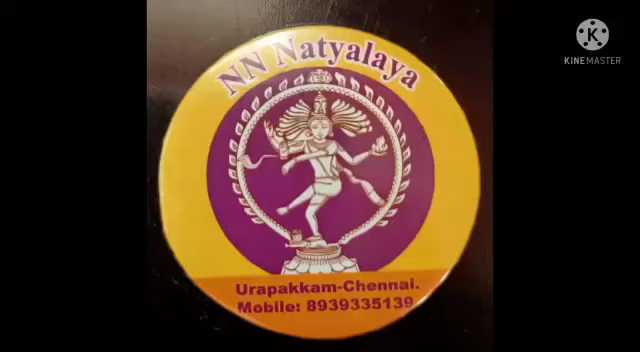 NN Natyalaya
Urapakkam-Chennai.
Mobile: 8939335139
K
KINEMASTER